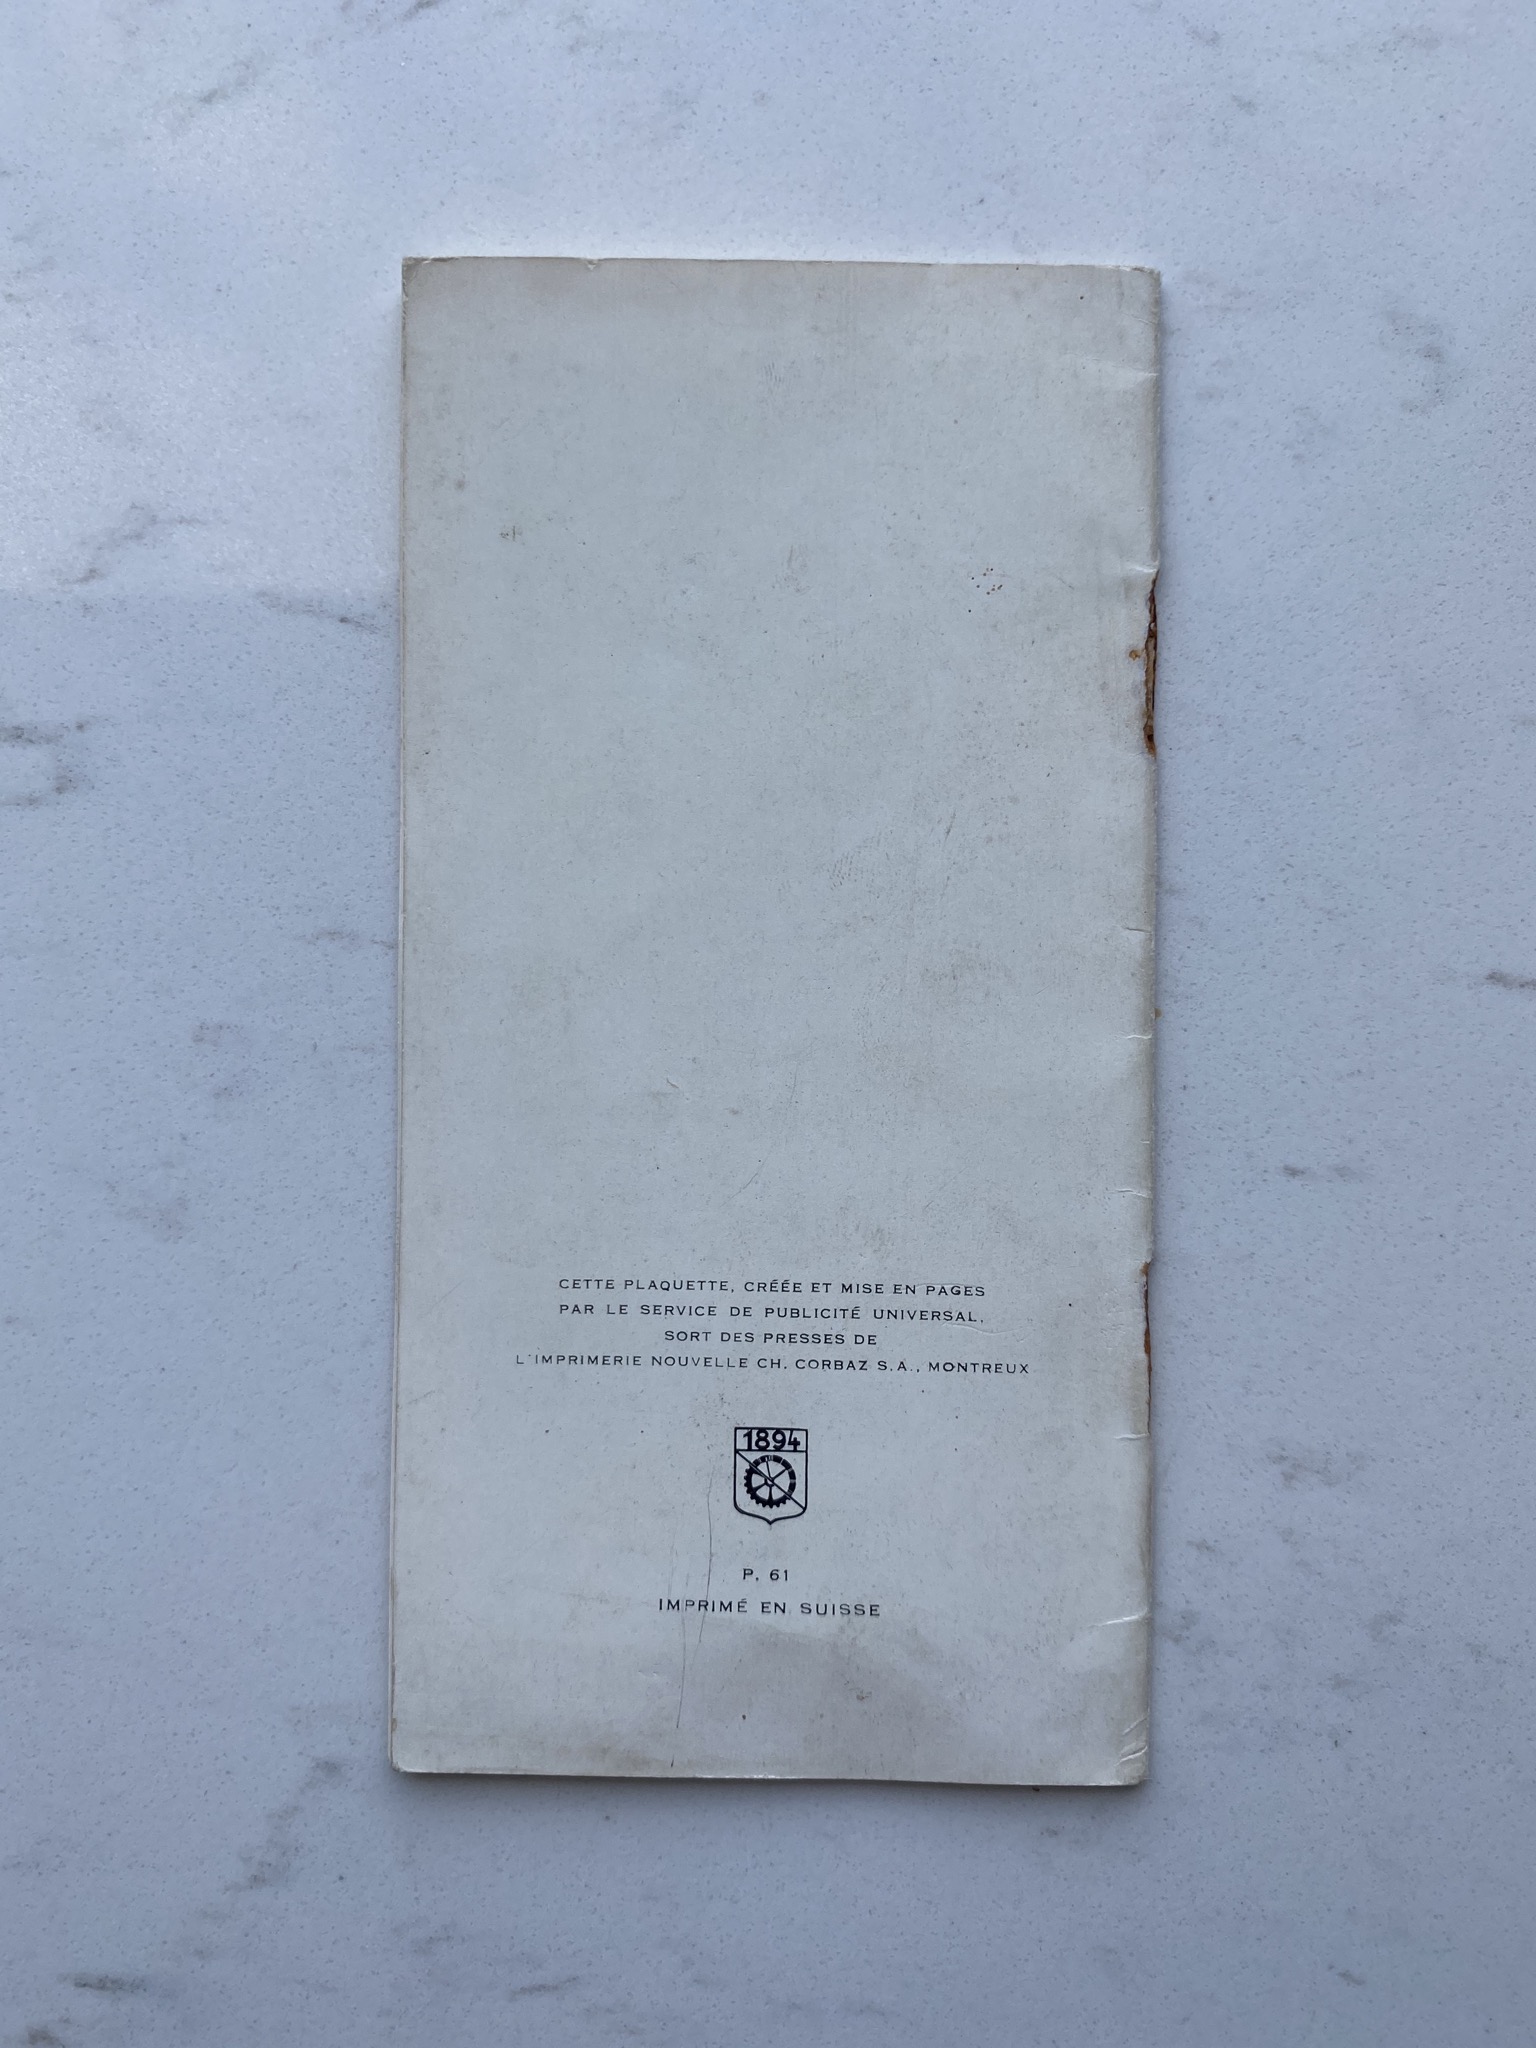 CETTE PLAQUETTE, CRÉÉE ET MISE EN PAGES
PAR LE SERVICE DE PUBLICITÉ UNIVERSAL,
SORT DES PRESSES DE
L'IMPRIMERIE NOUVELLE CH. CORBAZ S.A., MONTREUX
1894
P. 61
IMPRIMÉ EN SUISSE